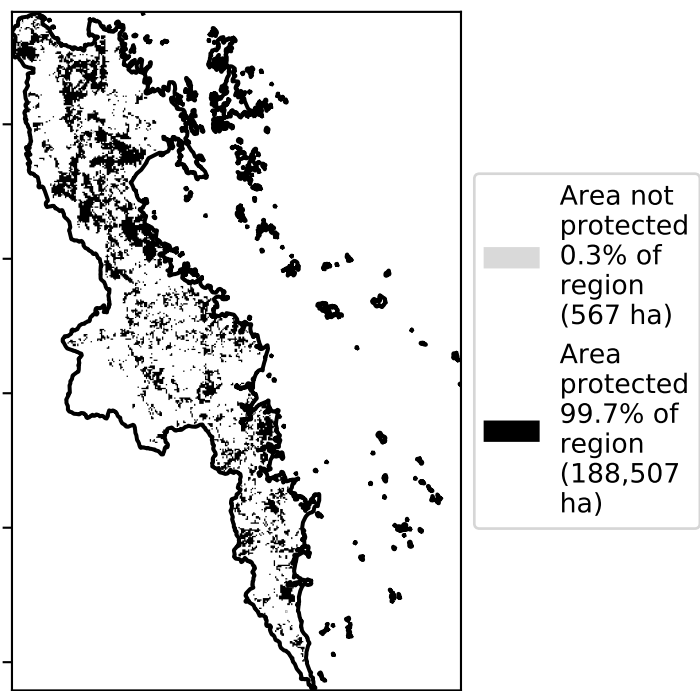 Area not
protected
0.3% of
region
(567 ha)
Area
protected
99.7% of
region
(188,507
ha)